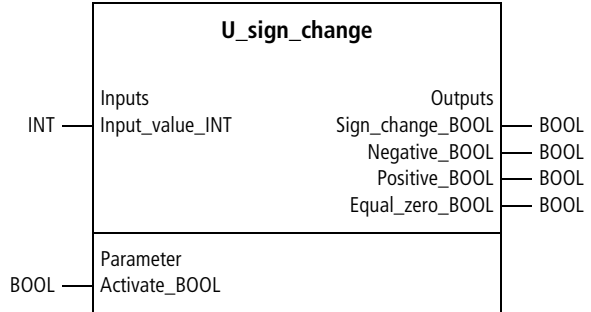 U_sign_change
Inputs Outputs
INT Input_value_INT Sign_change_BOOL BOOL
Negative_BOOL BOOL
Positive_BOOL BOOL
Equal_zero_BOOL BOOL
Parameter
BOOL Activate_BOOL